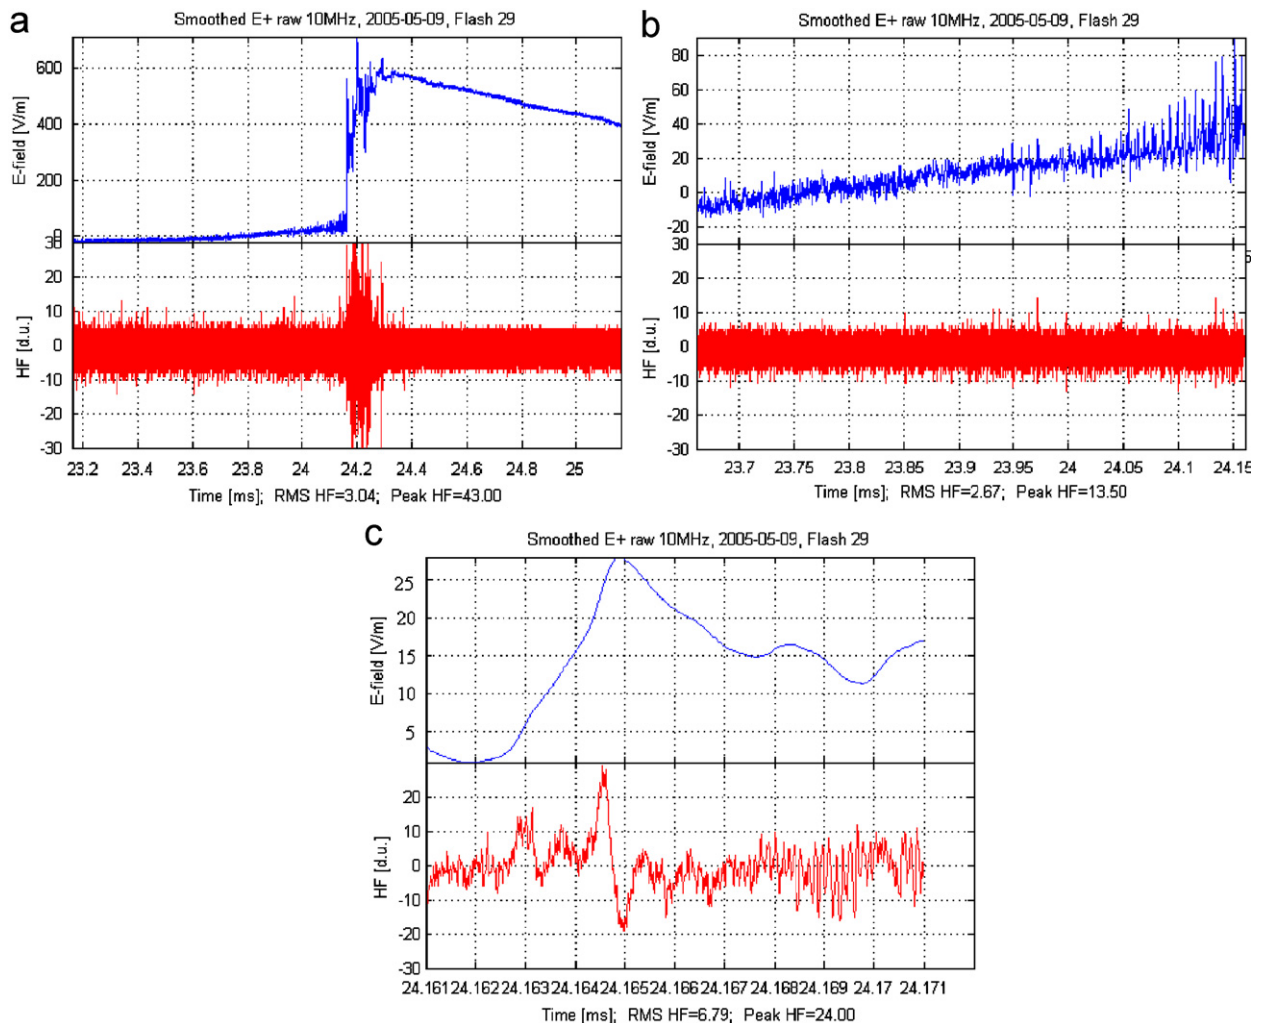 a
Smoothed E+ raw 10MHz, 2005-05-09, Flash 29
600
400
200
0
E-field [V/m]
30
20
10
0
-10
-20
-30
HF [d.u.]
23.2 23.4 23.6 23.8 24 24.2 24.4 24.6 24.8 25
Time [ms]; RMS HF=3.04; Peak HF=43.00
b
Smoothed E+ raw 10MHz, 2005-05-09, Flash 29
80
60
40
20
0
-20
E-field [V/m]
30
20
10
0
-10
-20
-30
HF [d.u.]
23.7 23.75 23.8 23.85 23.9 23.95 24 24.05 24.1 24.15
Time [ms]; RMS HF=2.67; Peak HF=13.50
c
Smoothed E+ raw 10MHz, 2005-05-09, Flash 29
25
20
15
10
5
E-field [V/m]
20
10
0
-10
-20
-30
HF [d.u.]
24.161 24.162 24.163 24.164 24.165 24.166 24.167 24.168 24.169 24.17 24.171
Time [ms]; RMS HF=6.79; Peak HF=24.00